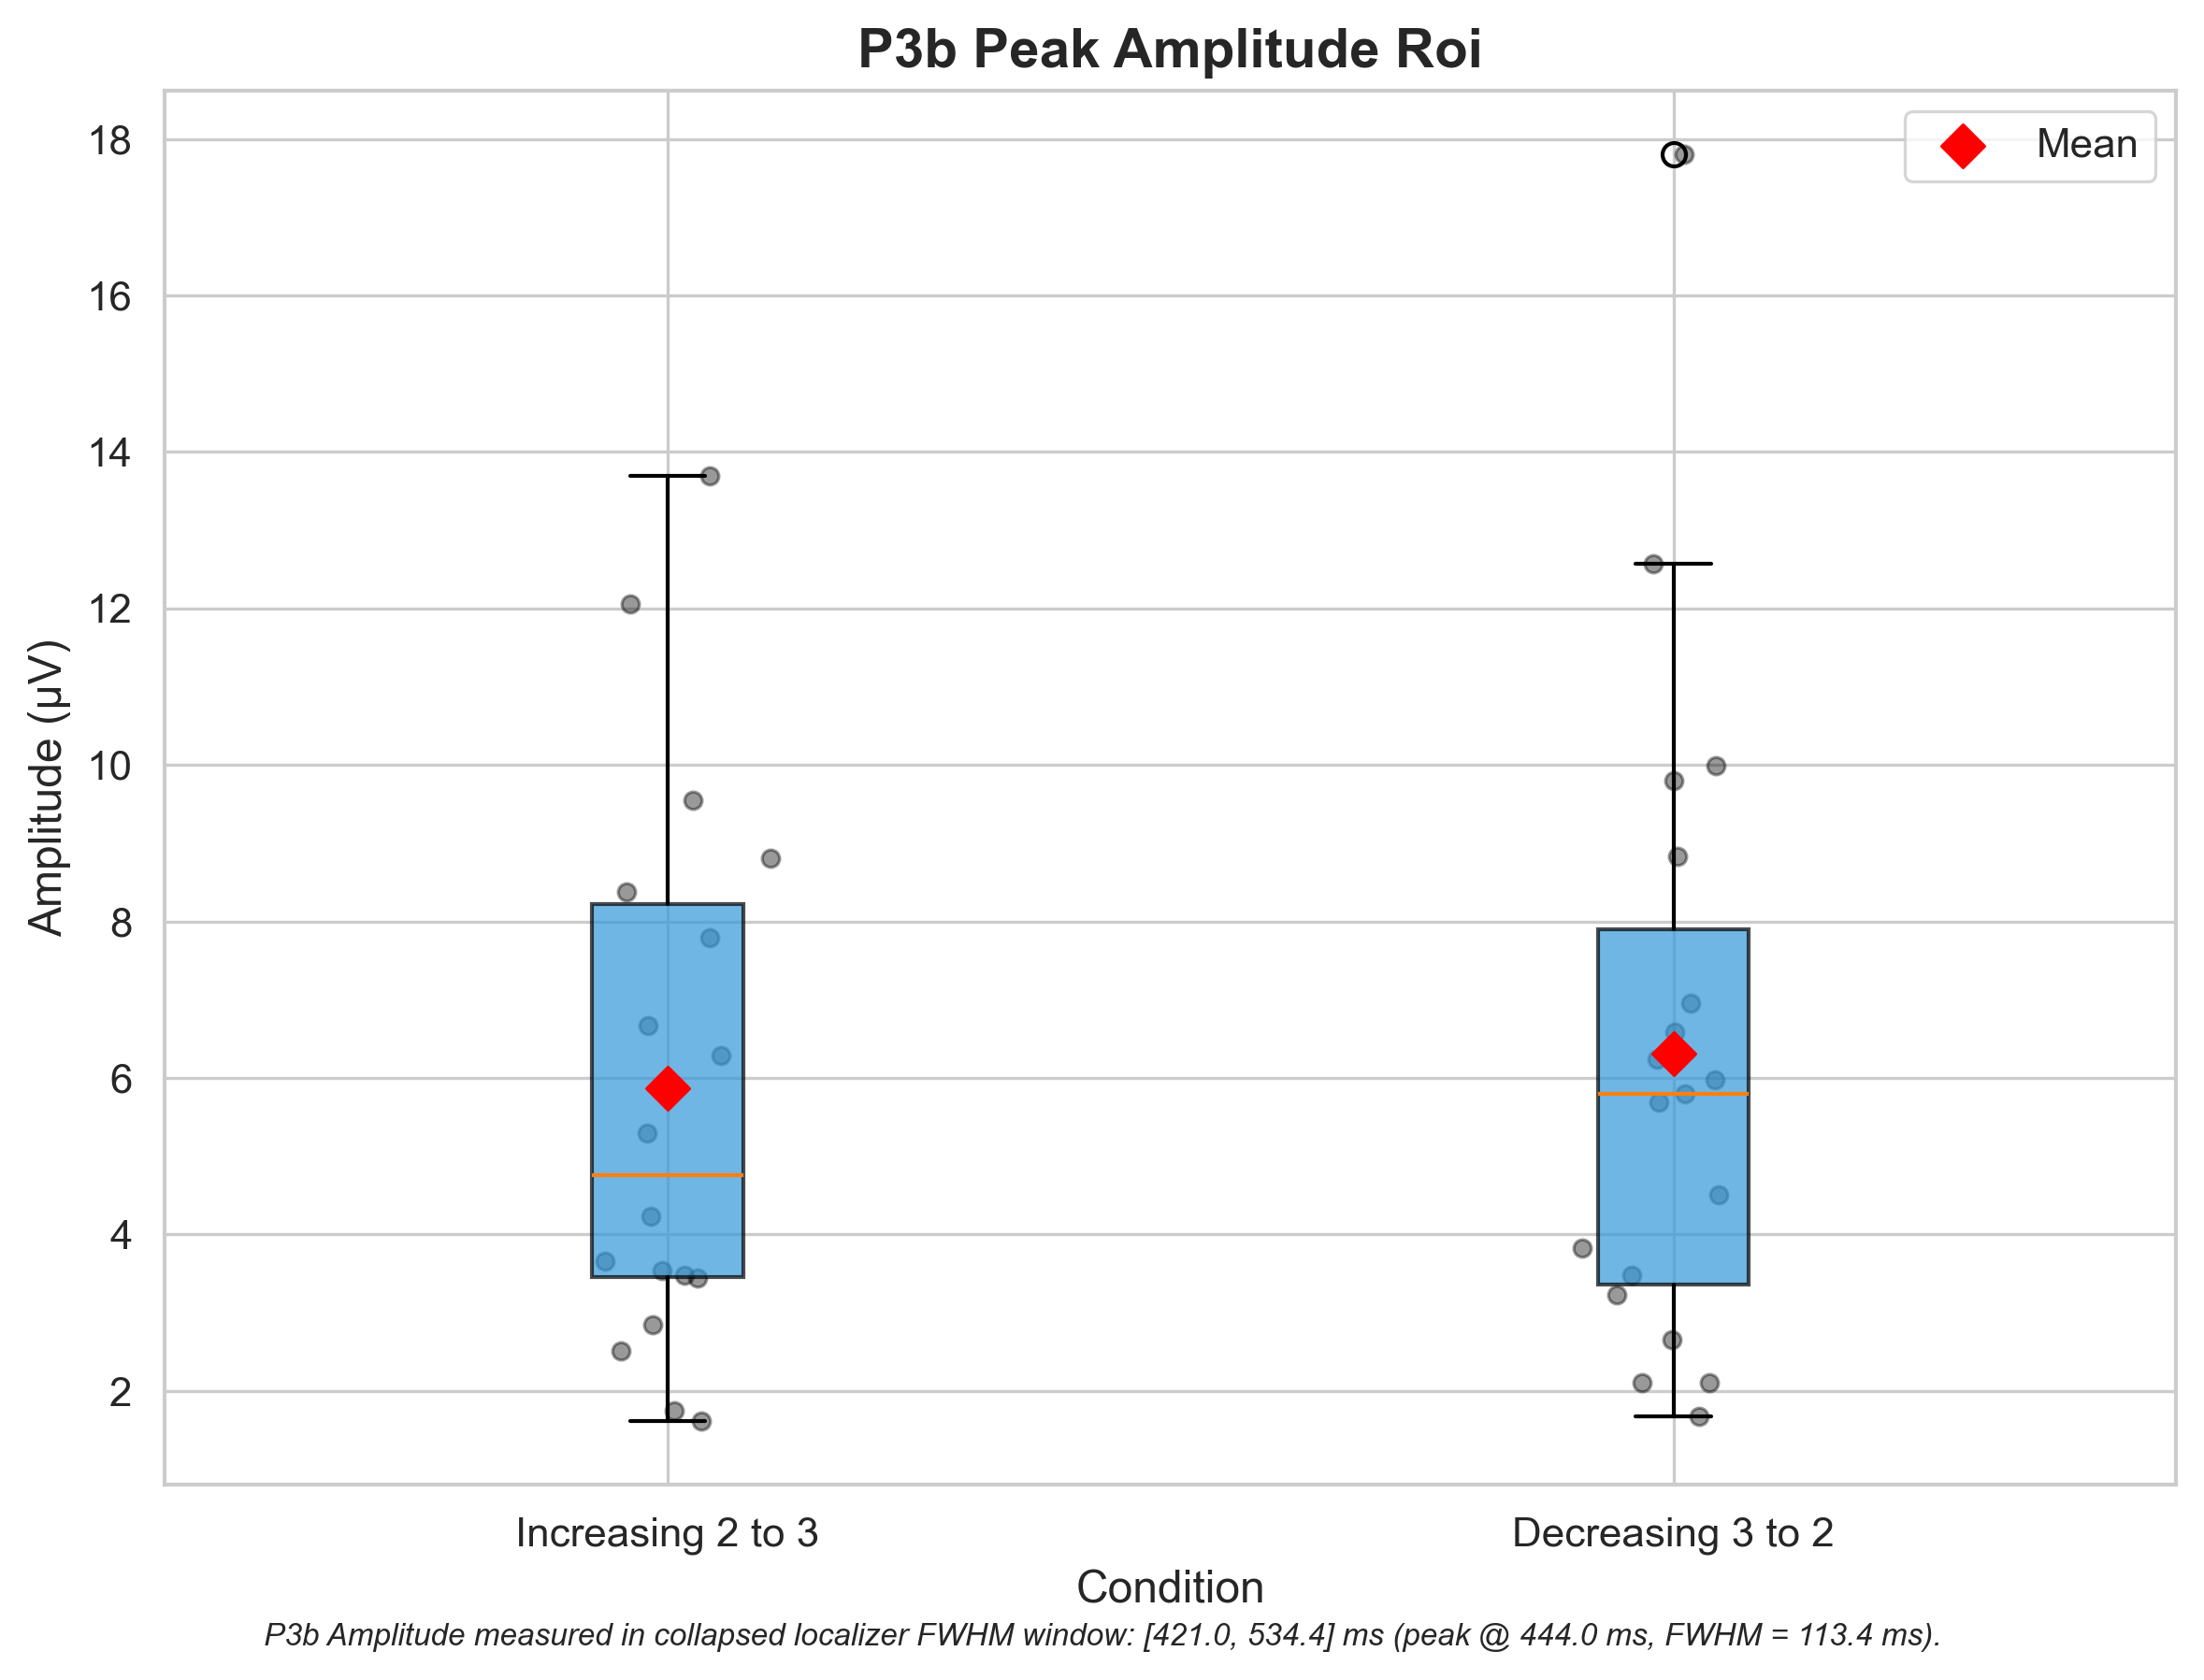 P3b Peak Amplitude Roi
Mean
18
16
14
12
10
8
6
4
2
Amplitude (µV)
Increasing 2 to 3
Decreasing 3 to 2
Condition
P3b Amplitude measured in collapsed localizer FWHM window: [421.0, 534.4] ms (peak @ 444.0 ms, FWHM = 113.4 ms).